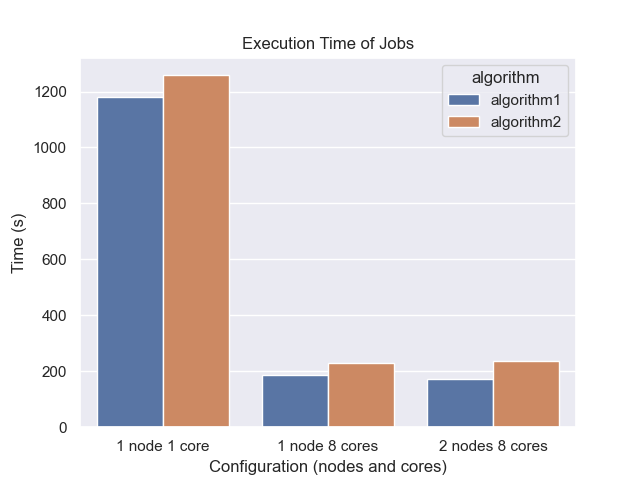 Execution Time of Jobs
algorithm
algorithm1
algorithm2
1200
1000
800
600
400
200
0
Time (s)
1 node 1 core
1 node 8 cores
2 nodes 8 cores
Configuration (nodes and cores)